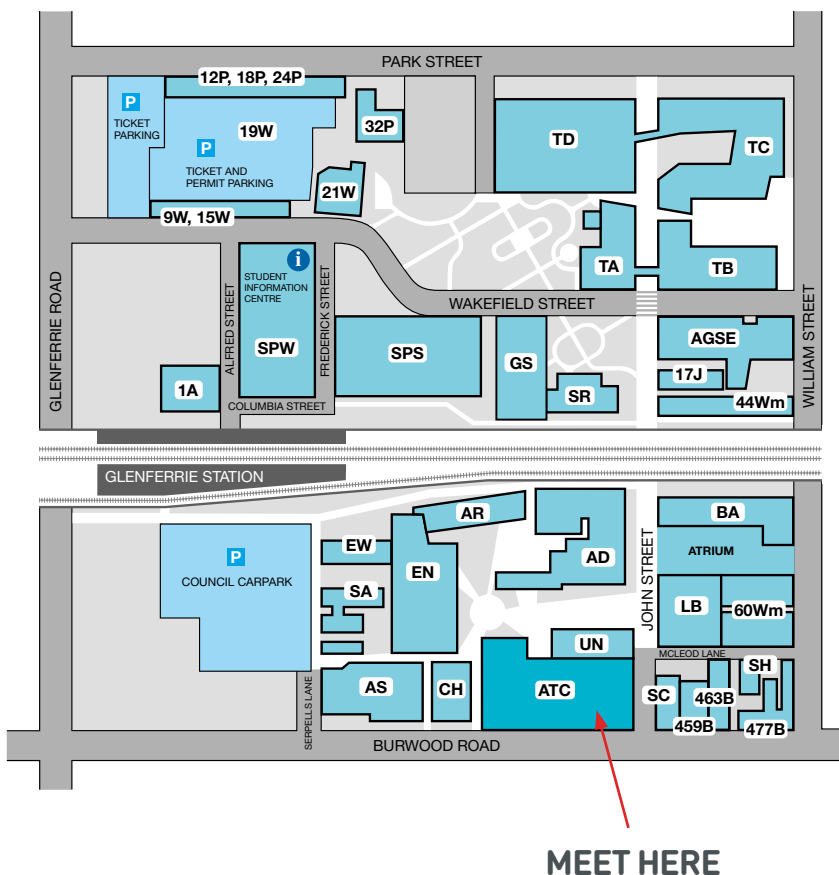 PARK STREET
12P, 18P, 24P
P
TICKET
PARKING
19W
P
TICKET AND
PERMIT PARKING
32P
TD
TC
21W
9W, 15W
GLENFERRIE ROAD
ALFRED STREET
i
STUDENT
INFORMATION
CENTRE
SPW
FREDERICK STREET
TA
TB
WAKEFIELD STREET
WILLIAM STREET
SPS
GS
SR
AGSE
17J
44Wm
1A
COLUMBIA STREET
GLENFERRIE STATION
AR
BA
EW
EN
AD
ATRIUM
P
COUNCIL CARPARK
SA
JOHN STREET
LB
60Wm
UN
MCLEOD LANE
SERPELLS LANE
AS
CH
ATC
SC
463B
SH
459B
477B
BURWOOD ROAD
MEET HERE